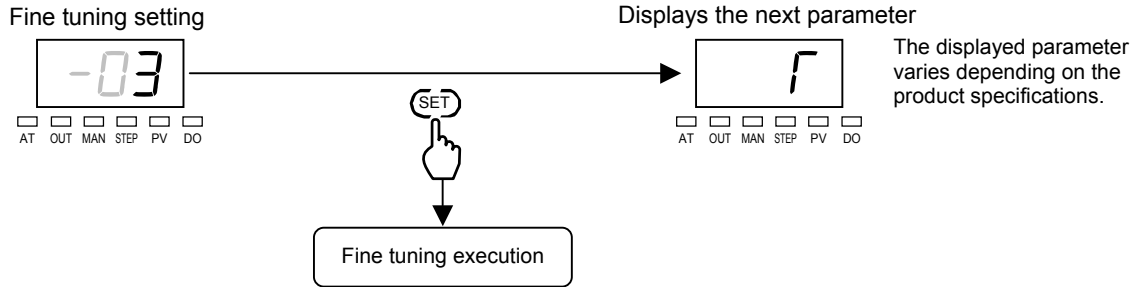 Fine tuning setting
Displays the next parameter
-03
AT OUT MAN STEP PV DO
SET
Fine tuning execution
AT OUT MAN STEP PV DO
The displayed parameter
varies depending on the
product specifications.